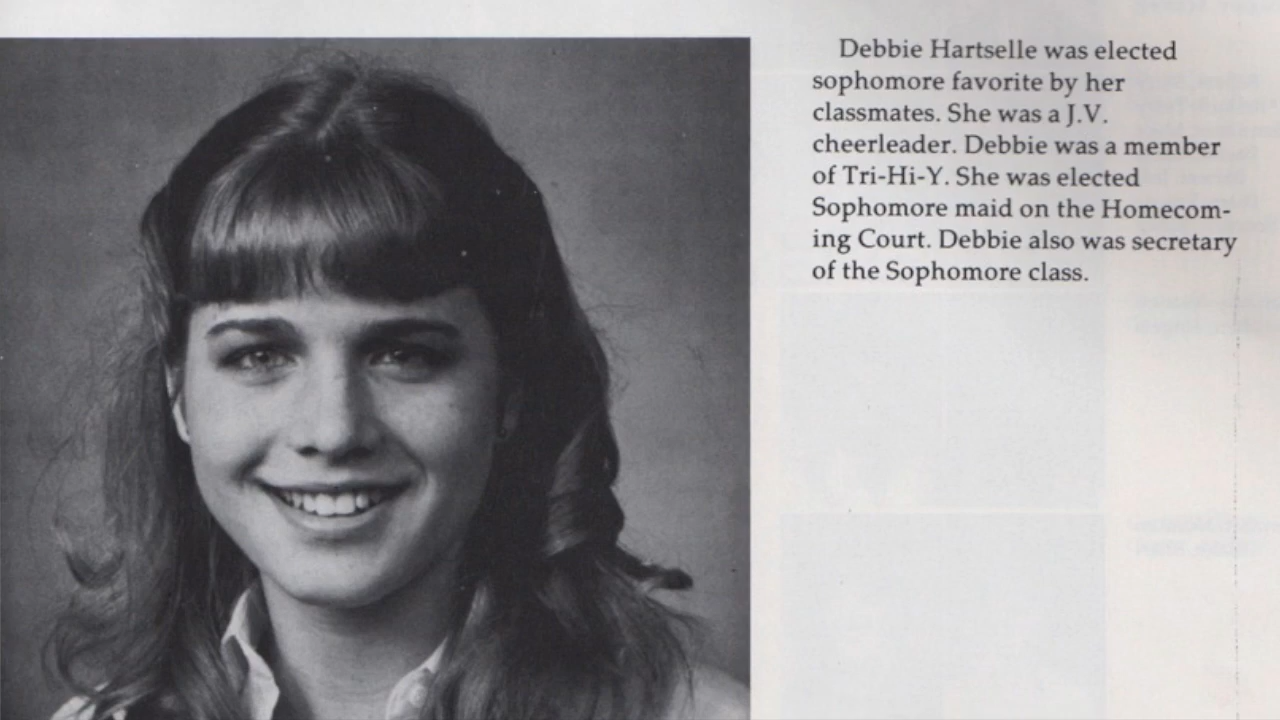 Debbie Hartselle was elected
sophomore favorite by her
classmates. She was a J.V.
cheerleader. Debbie was a member
of Tri-Hi-Y. She was elected
Sophomore maid on the Homecom-
ing Court. Debbie also was secretary
of the Sophomore class.